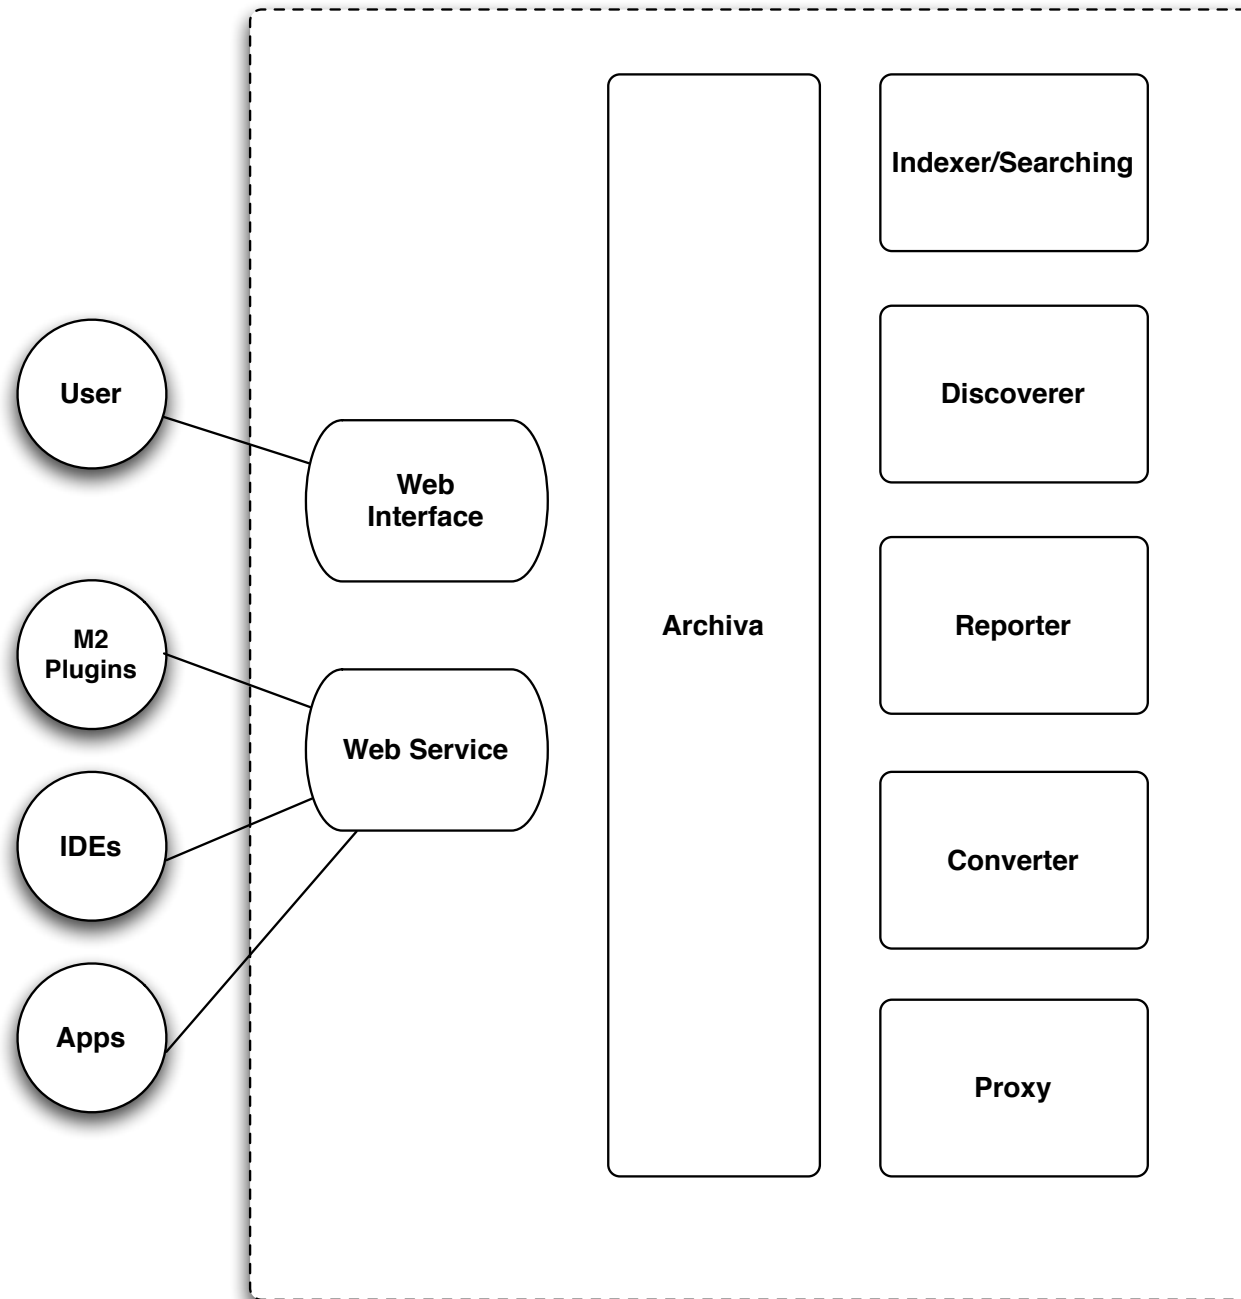 User
M2
Plugins
IDEs
Apps
Web
Interface
Web Service
Archiva
Indexer/Searching
Discoverer
Reporter
Converter
Proxy